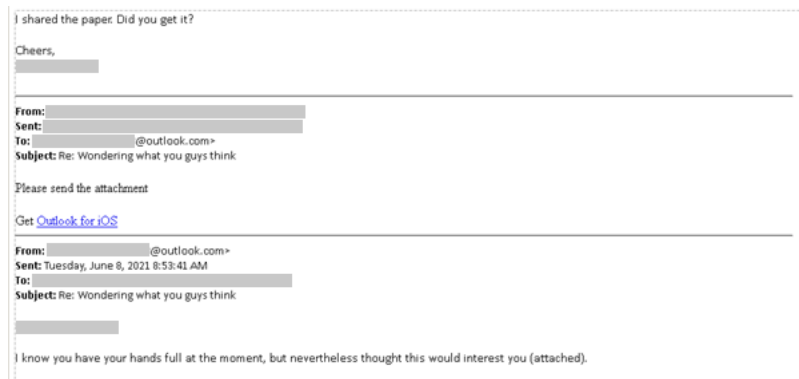 I shared the paper. Did you get it?
Cheers,
From:
Sent:
To: @outlook.com>
Subject: Re: Wondering what you guys think
Please send the attachment
Get Outlook for iOS
From: @outlook.com>
Sent: Tuesday, June 8, 2021 8:53:41 AM
To:
Subject: Re: Wondering what you guys think
I know you have your hands full at the moment, but nevertheless thought this would interest you (attached).